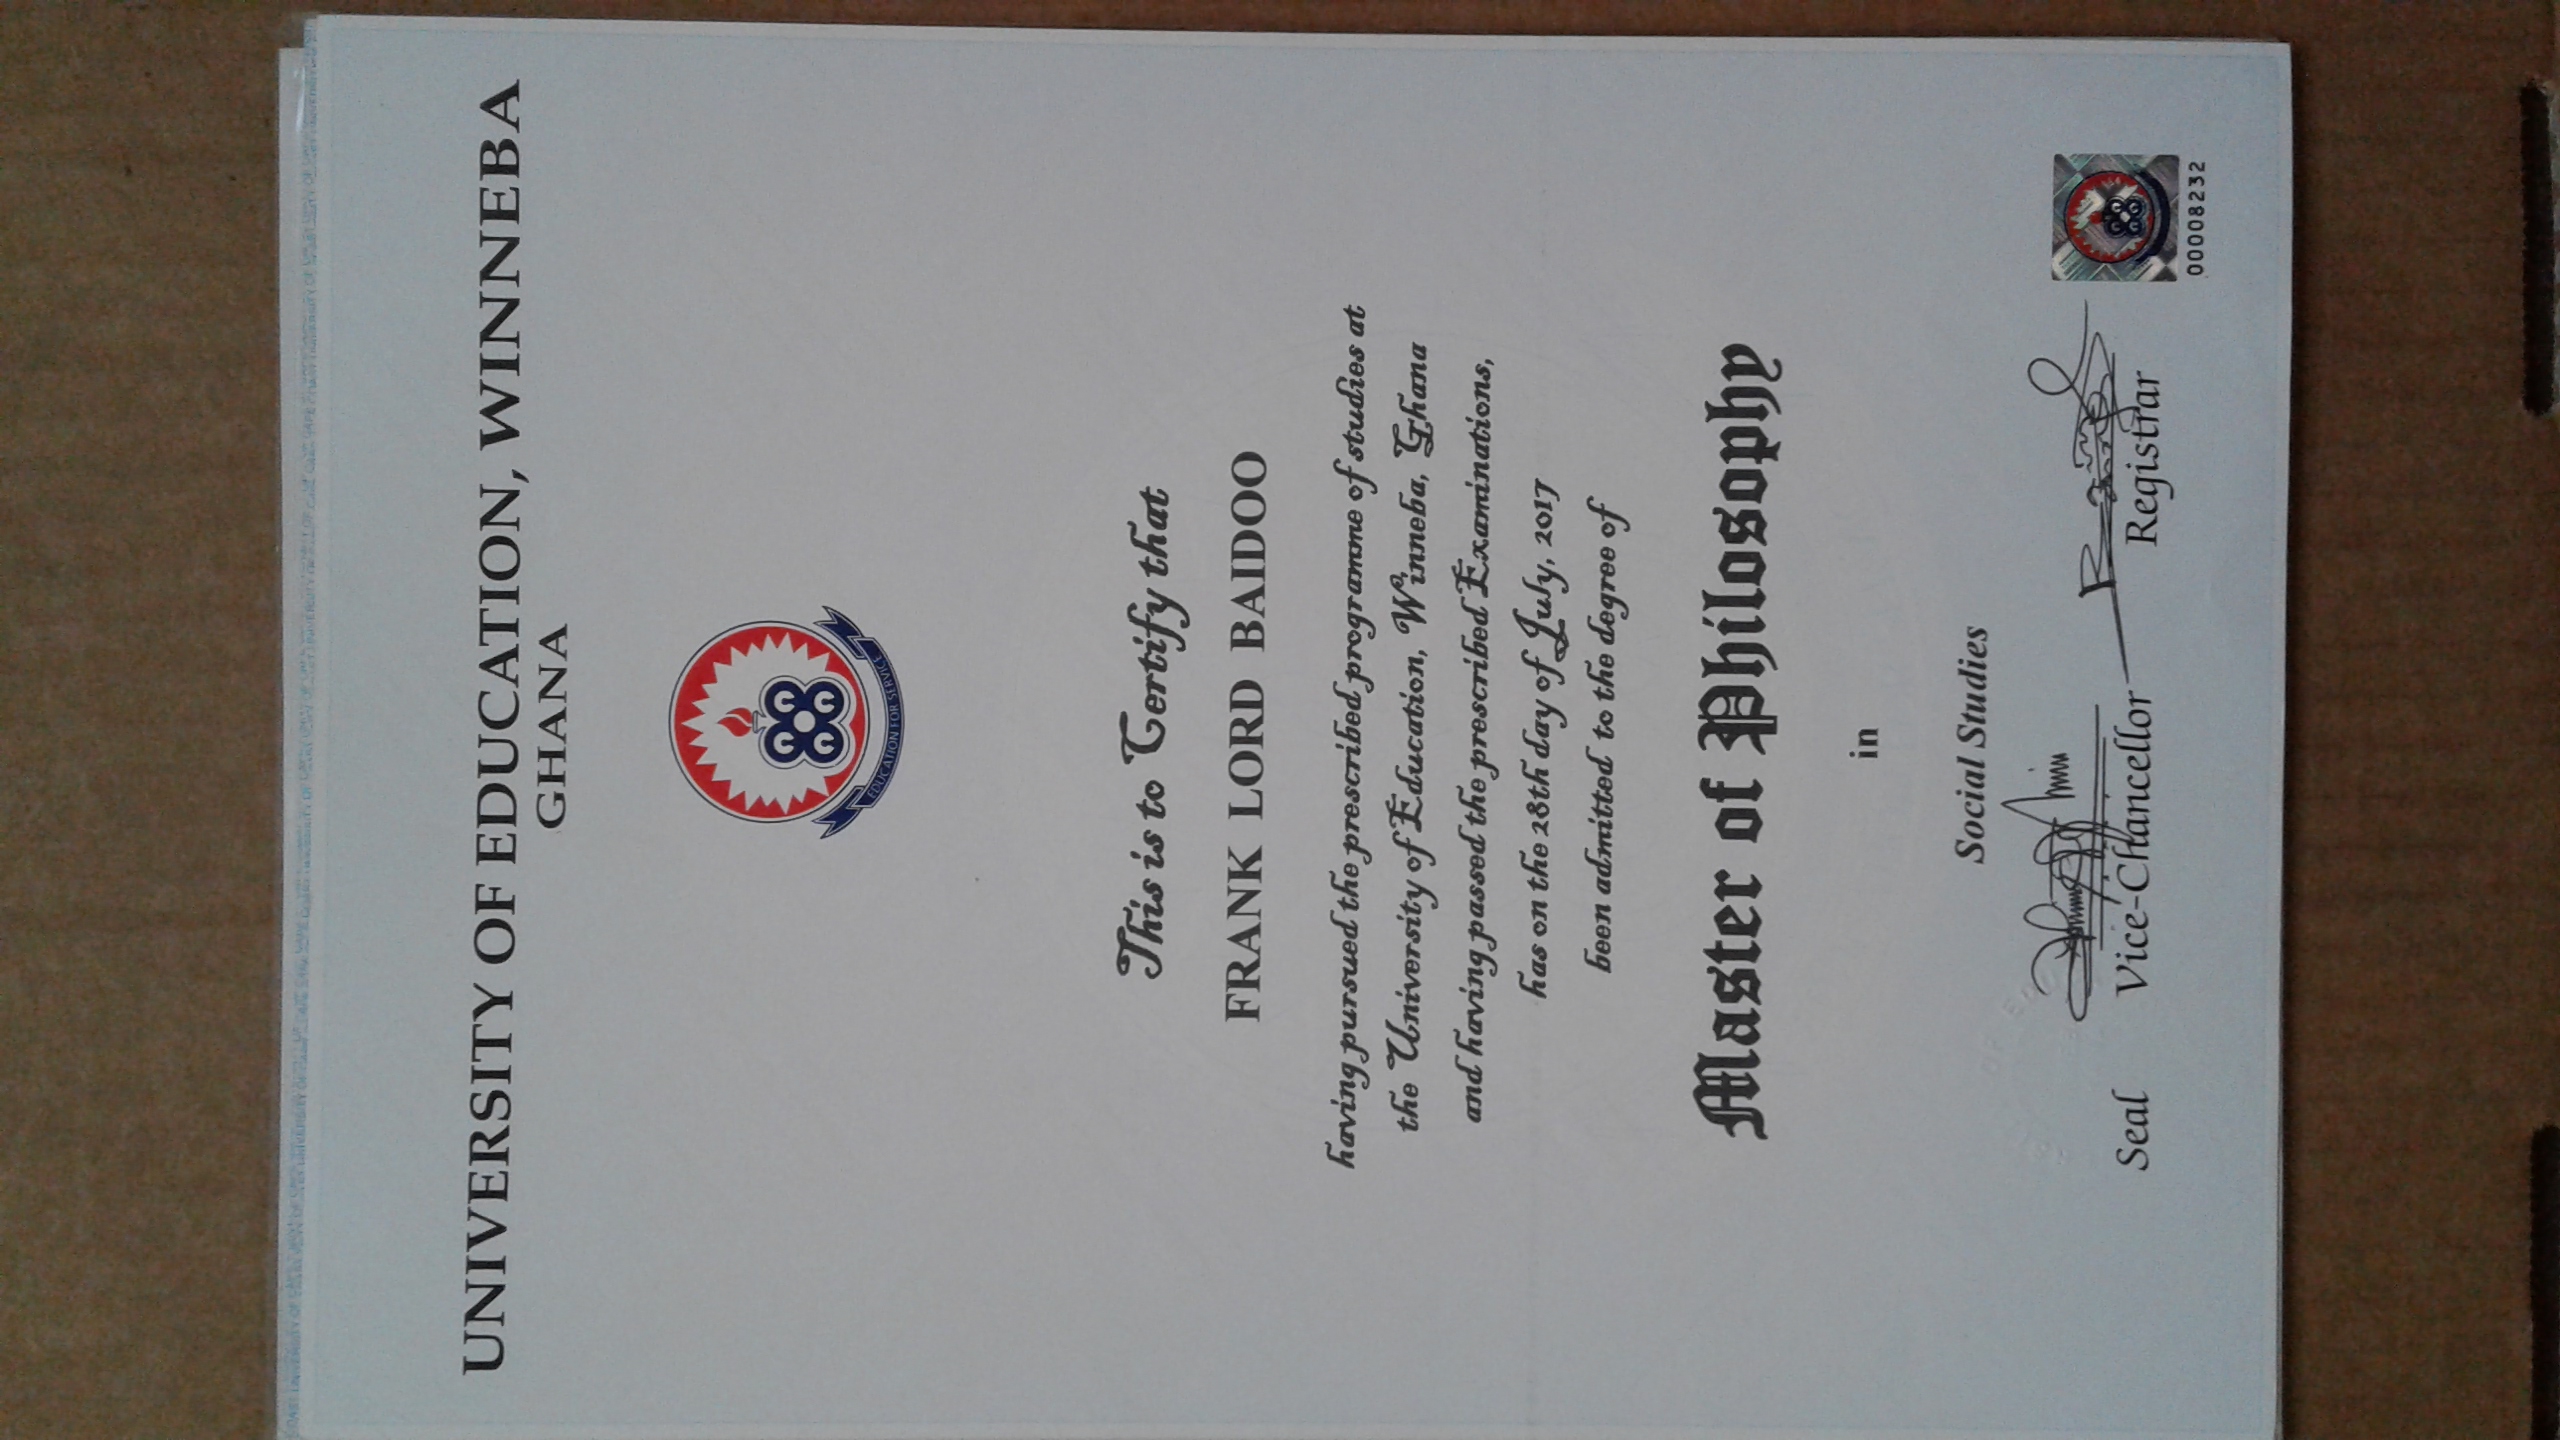 UNIVERSITY OF EDUCATION, WINNEBA
GHANA
EDUCATION FOR SERVICE
This is to Certify that
FRANK LORD BAIDOO
having pursued the prescribed programme of studies at
the University of Education, Winneba, Ghana
and having passed the prescribed Examinations,
has on the 28th day of July, 2017
been admitted to the degree of
Master of Philosophy
in
Social Studies
Seal Vice-Chancellor Registrar
00008232